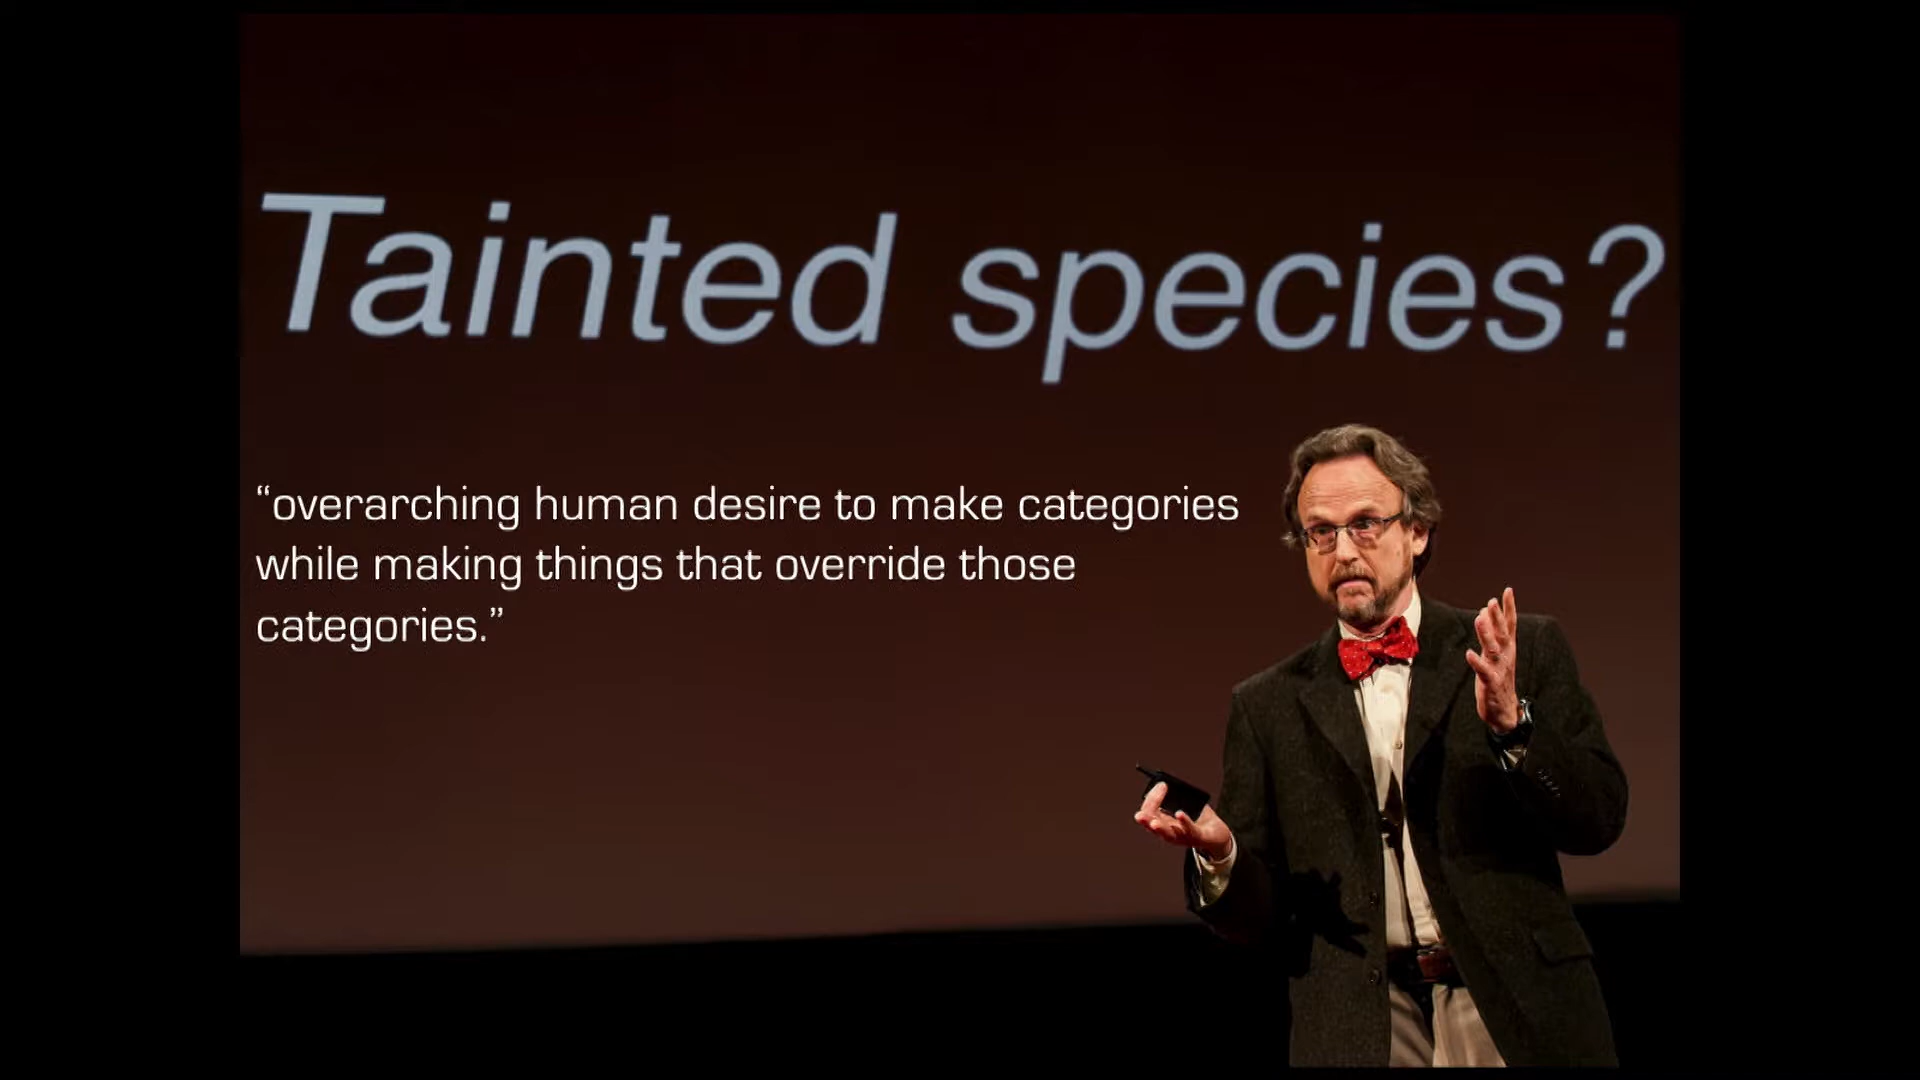 Tainted species?
“overarching human desire to make categories
while making things that override those
categories.”